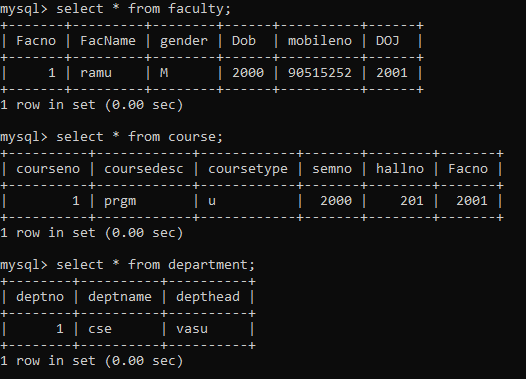 mysql> select * from faculty;
+-------+---------+--------+------+----------+------+
| Facno | FacName | gender | Dob  | mobileno | DOJ  |
+-------+---------+--------+------+----------+------+
|     1 | ramu    | M      | 2000 | 90515252 | 2001 |
+-------+---------+--------+------+----------+------+
1 row in set (0.00 sec)
mysql> select * from course;
+----------+------------+------------+-------+--------+-------+
| courseno | coursedesc | coursetype | semno | hallno | Facno |
+----------+------------+------------+-------+--------+-------+
|        1 | prgm       | u          |  2000 |    201 |  2001 |
+----------+------------+------------+-------+--------+-------+
1 row in set (0.00 sec)
mysql> select * from department;
+--------+----------+----------+
| deptno | deptname | depthead |
+--------+----------+----------+
|      1 | cse      | vasu     |
+--------+----------+----------+
1 row in set (0.00 sec)